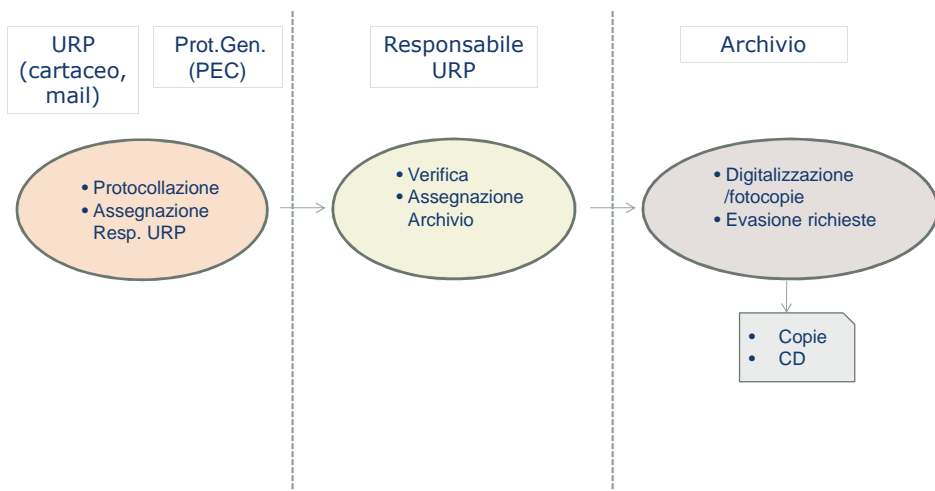 URP
(cartaceo,
mail)
Prot.Gen.
(PEC)
Responsabile
URP
Archivio
• Protocollazione
• Assegnazione
Resp. URP
• Verifica
• Assegnazione
Archivio
• Digitalizzazione
/fotocopie
• Evasione richieste
• Copie
• CD